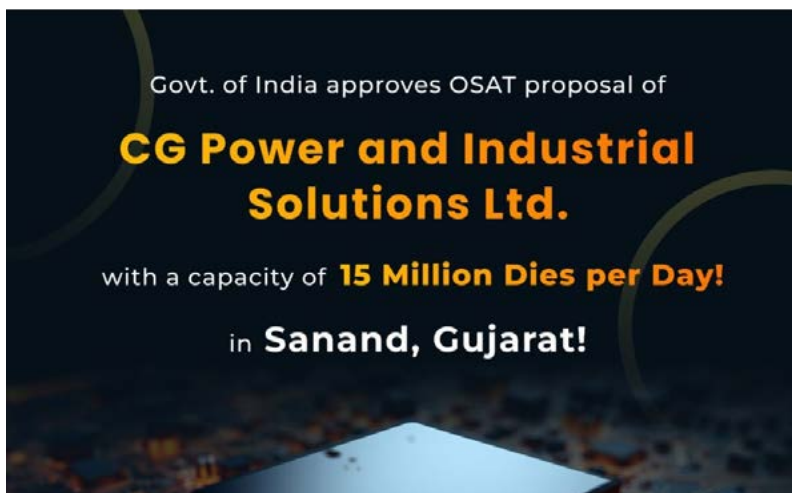 Govt. of India approves OSAT proposal of
CG Power and Industrial
Solutions Ltd.
with a capacity of 15 Million Dies per Day!
in Sanand, Gujarat!